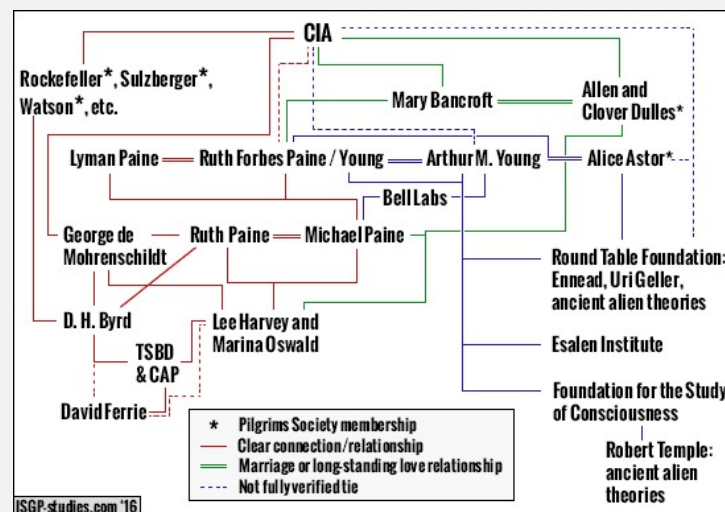 CIA
Rockefeller*, Sulzberger*,
Watson*, etc.
Mary Bancroft
Allen and
Clover Dulles*
Lyman Paine
Ruth Forbes Paine / Young
Arthur M. Young
Alice Astor*
Bell Labs
George de
Mohrenschildt
Ruth Paine
Michael Paine
Round Table Foundation:
Ennead, Uri Geller,
ancient alien theories
D. H. Byrd
Lee Harvey and
Marina Oswald
TSBD
& CAP
Esalen Institute
David Ferrie
Foundation for the Study
of Consciousness
Robert Temple:
ancient alien
theories
* Pilgrims Society membership
Clear connection/relationship
Marriage or long-standing love relationship
Not fully verified tie
ISGP-studies.com '16